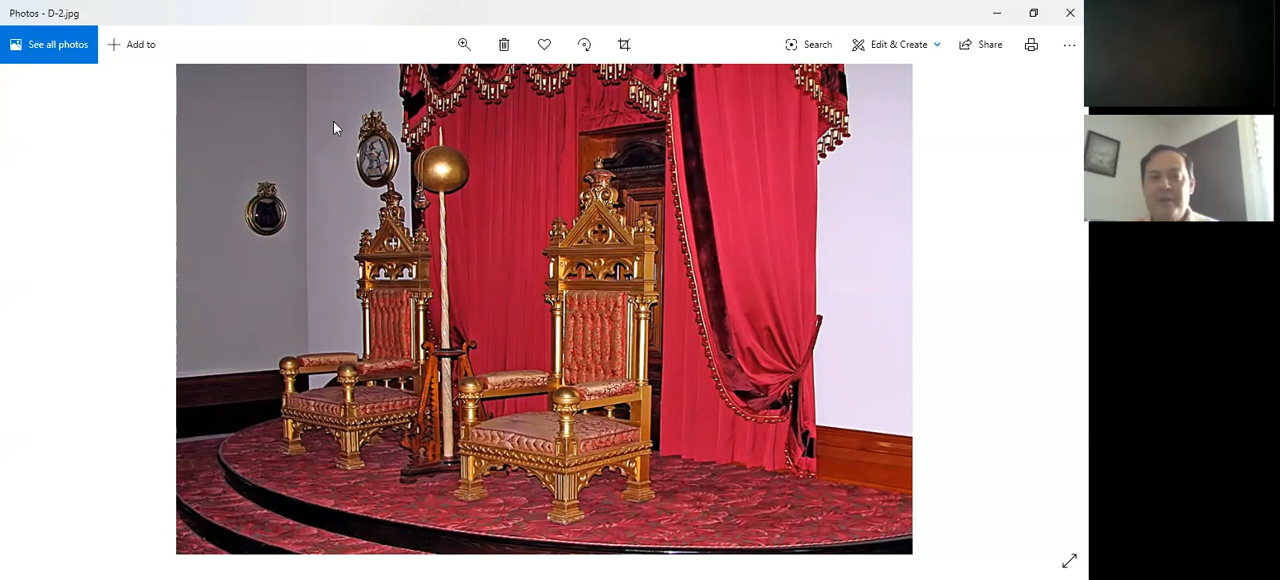 Photos - D-2.jpg
See all photos
Add to
Search
Edit & Create
Share